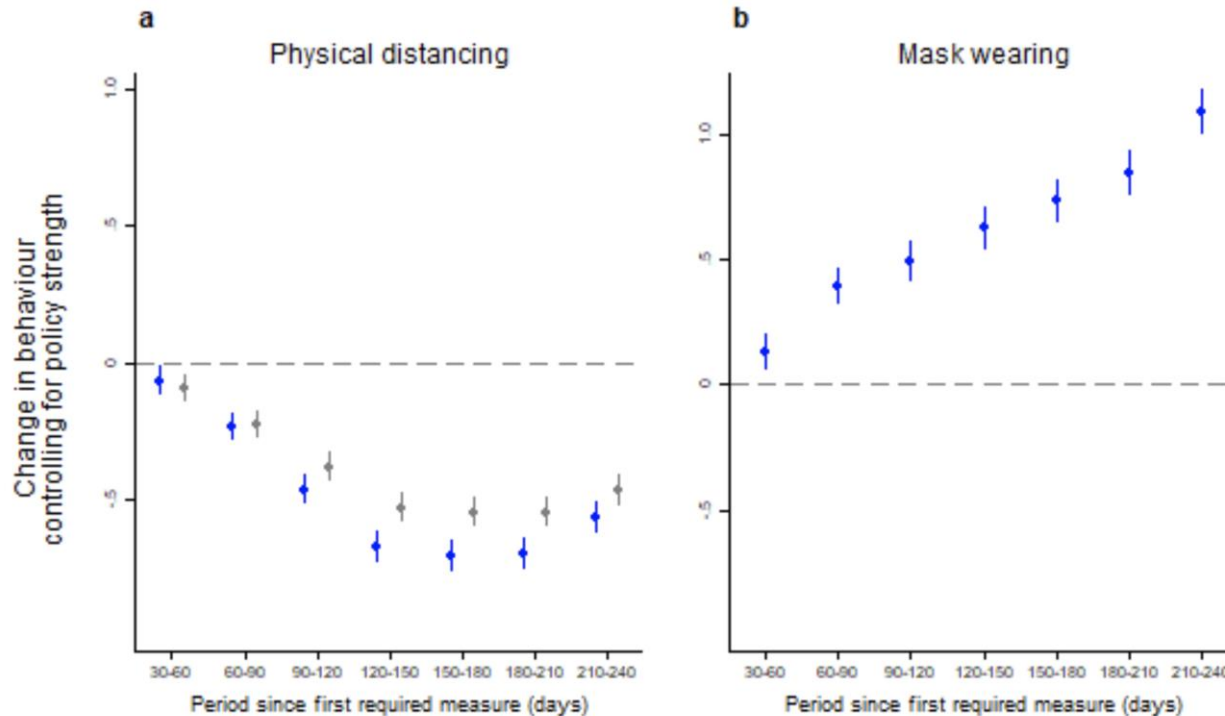 a
Physical distancing
b
Mask wearing
Change in behaviour
controlling for policy strength
1.0
.5
0
-.5
1.0
.5
0
-.5
30-60 60-90 90-120 120-150 150-180 180-210 210-240
Period since first required measure (days)
30-60 60-90 90-120 120-150 150-180 180-210 210-240
Period since first required measure (days)